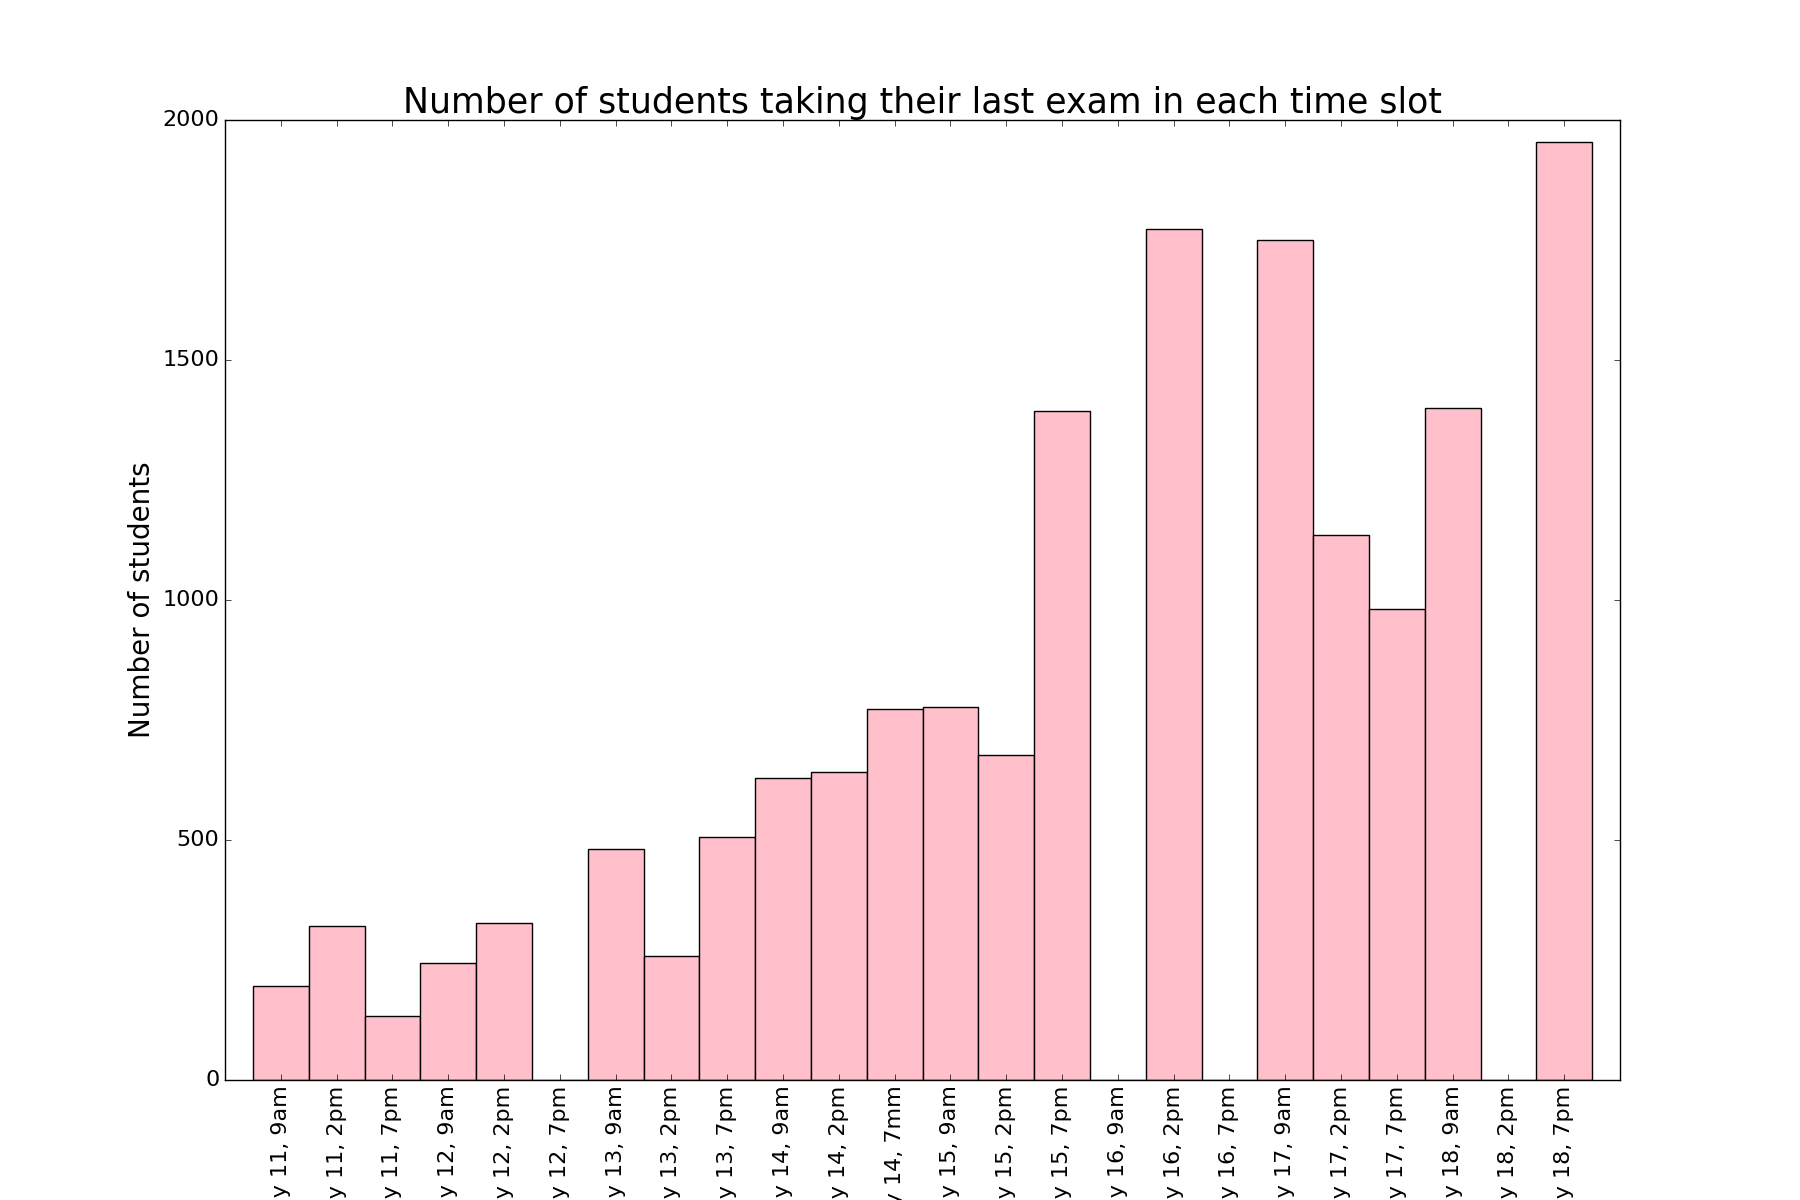 Number of students taking their last exam in each time slot
Number of students
2000
1500
1000
500
0
y 11, 9am
y 11, 2pm
y 11, 7pm
y 12, 9am
y 12, 2pm
y 12, 7pm
y 13, 9am
y 13, 2pm
y 13, 7pm
y 14, 9am
y 14, 2pm
y 14, 7mm
y 15, 9am
y 15, 2pm
y 15, 7pm
y 16, 9am
y 16, 2pm
y 16, 7pm
y 17, 9am
y 17, 2pm
y 17, 7pm
y 18, 9am
y 18, 2pm
y 18, 7pm